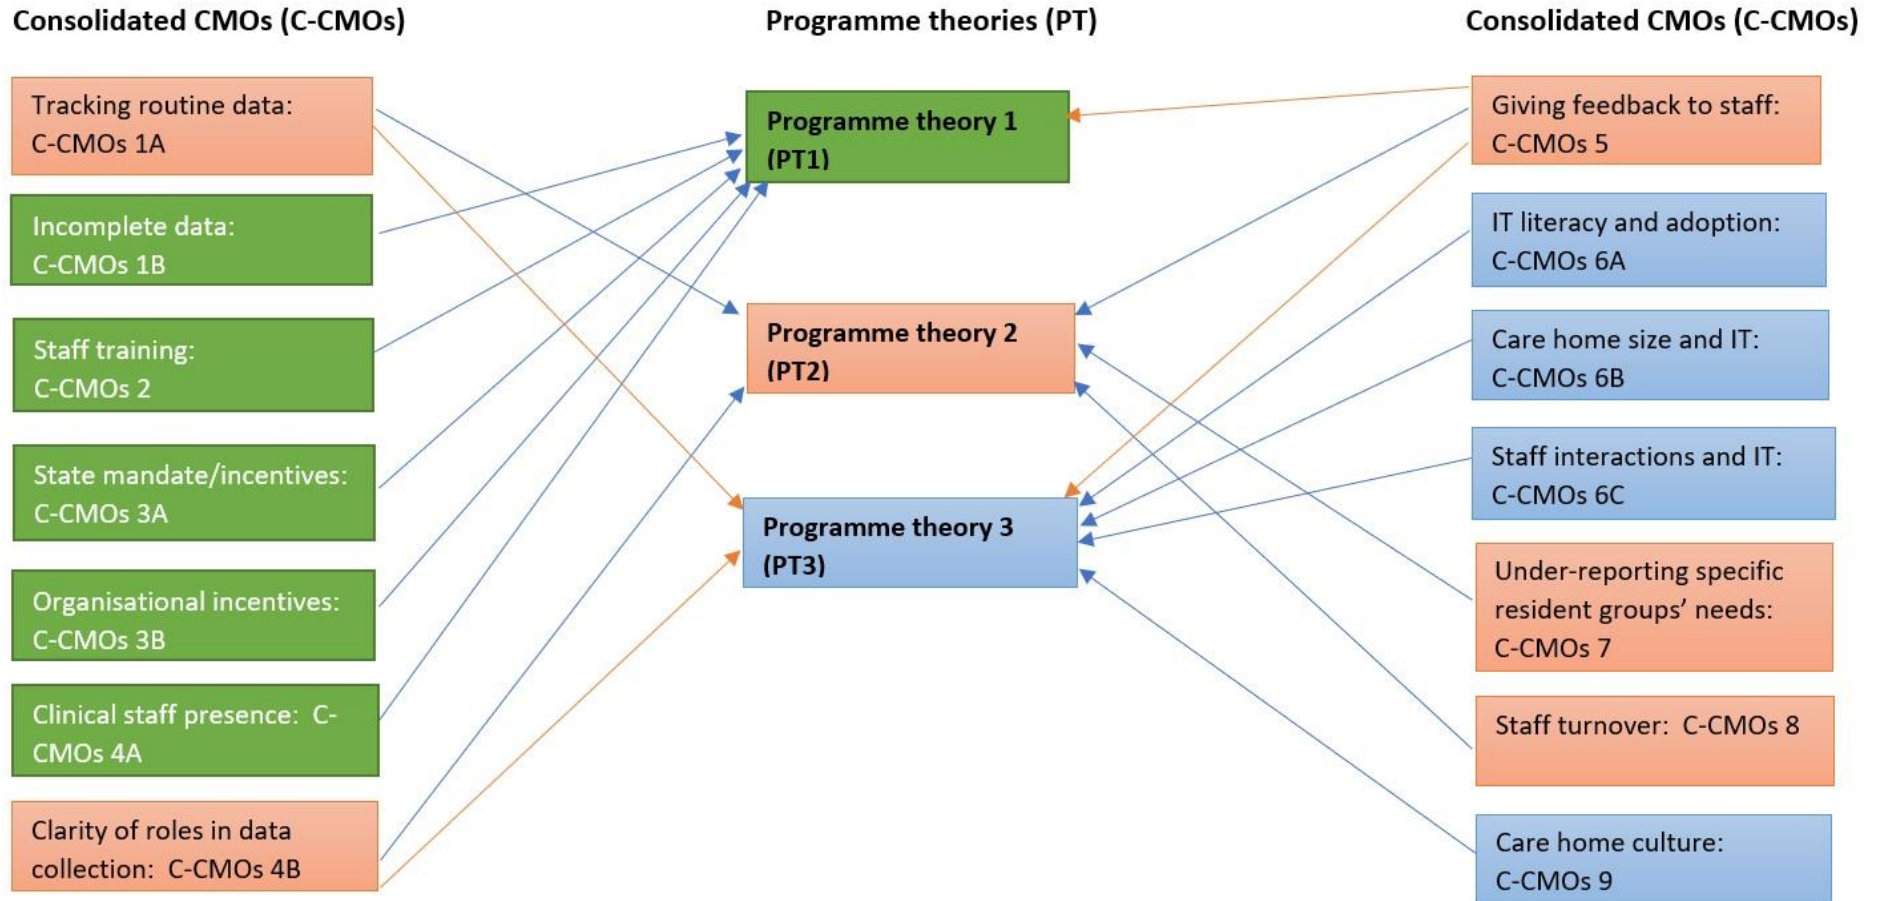 Consolidated CMOs (C-CMOs)
Programme theories (PT)
Consolidated CMOs (C-CMOs)
Tracking routine data:
C-CMOs 1A
Incomplete data:
C-CMOs 1B
Staff training:
C-CMOs 2
State mandate/incentives:
C-CMOs 3A
Organisational incentives:
C-CMOs 3B
Clinical staff presence:  C-
CMOs 4A
Clarity of roles in data
collection:  C-CMOs 4B
Programme theory 1
(PT1)
Programme theory 2
(PT2)
Programme theory 3
(PT3)
Giving feedback to staff:
C-CMOs 5
IT literacy and adoption:
C-CMOs 6A
Care home size and IT:
C-CMOs 6B
Staff interactions and IT:
C-CMOs 6C
Under-reporting specific
resident groups’ needs:
C-CMOs 7
Staff turnover:  C-CMOs 8
Care home culture:
C-CMOs 9